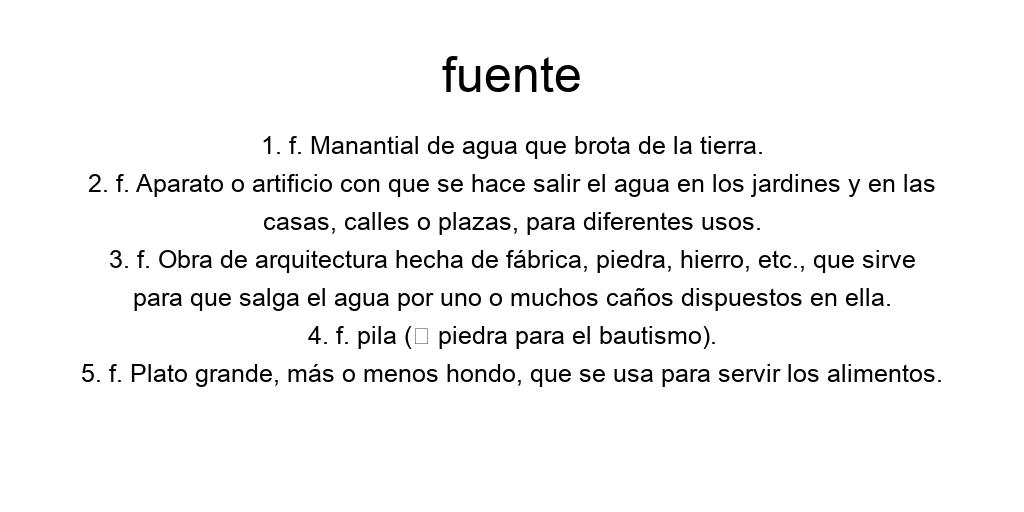 fuente
1. f. Manantial de agua que brota de la tierra.
2. f. Aparato o artificio con que se hace salir el agua en los jardines y en las
casas, calles o plazas, para diferentes usos.
3. f. Obra de arquitectura hecha de fábrica, piedra, hierro, etc., que sirve
para que salga el agua por uno o muchos caños dispuestos en ella.
4. f. pila (□ piedra para el bautismo).
5. f. Plato grande, más o menos hondo, que se usa para servir los alimentos.